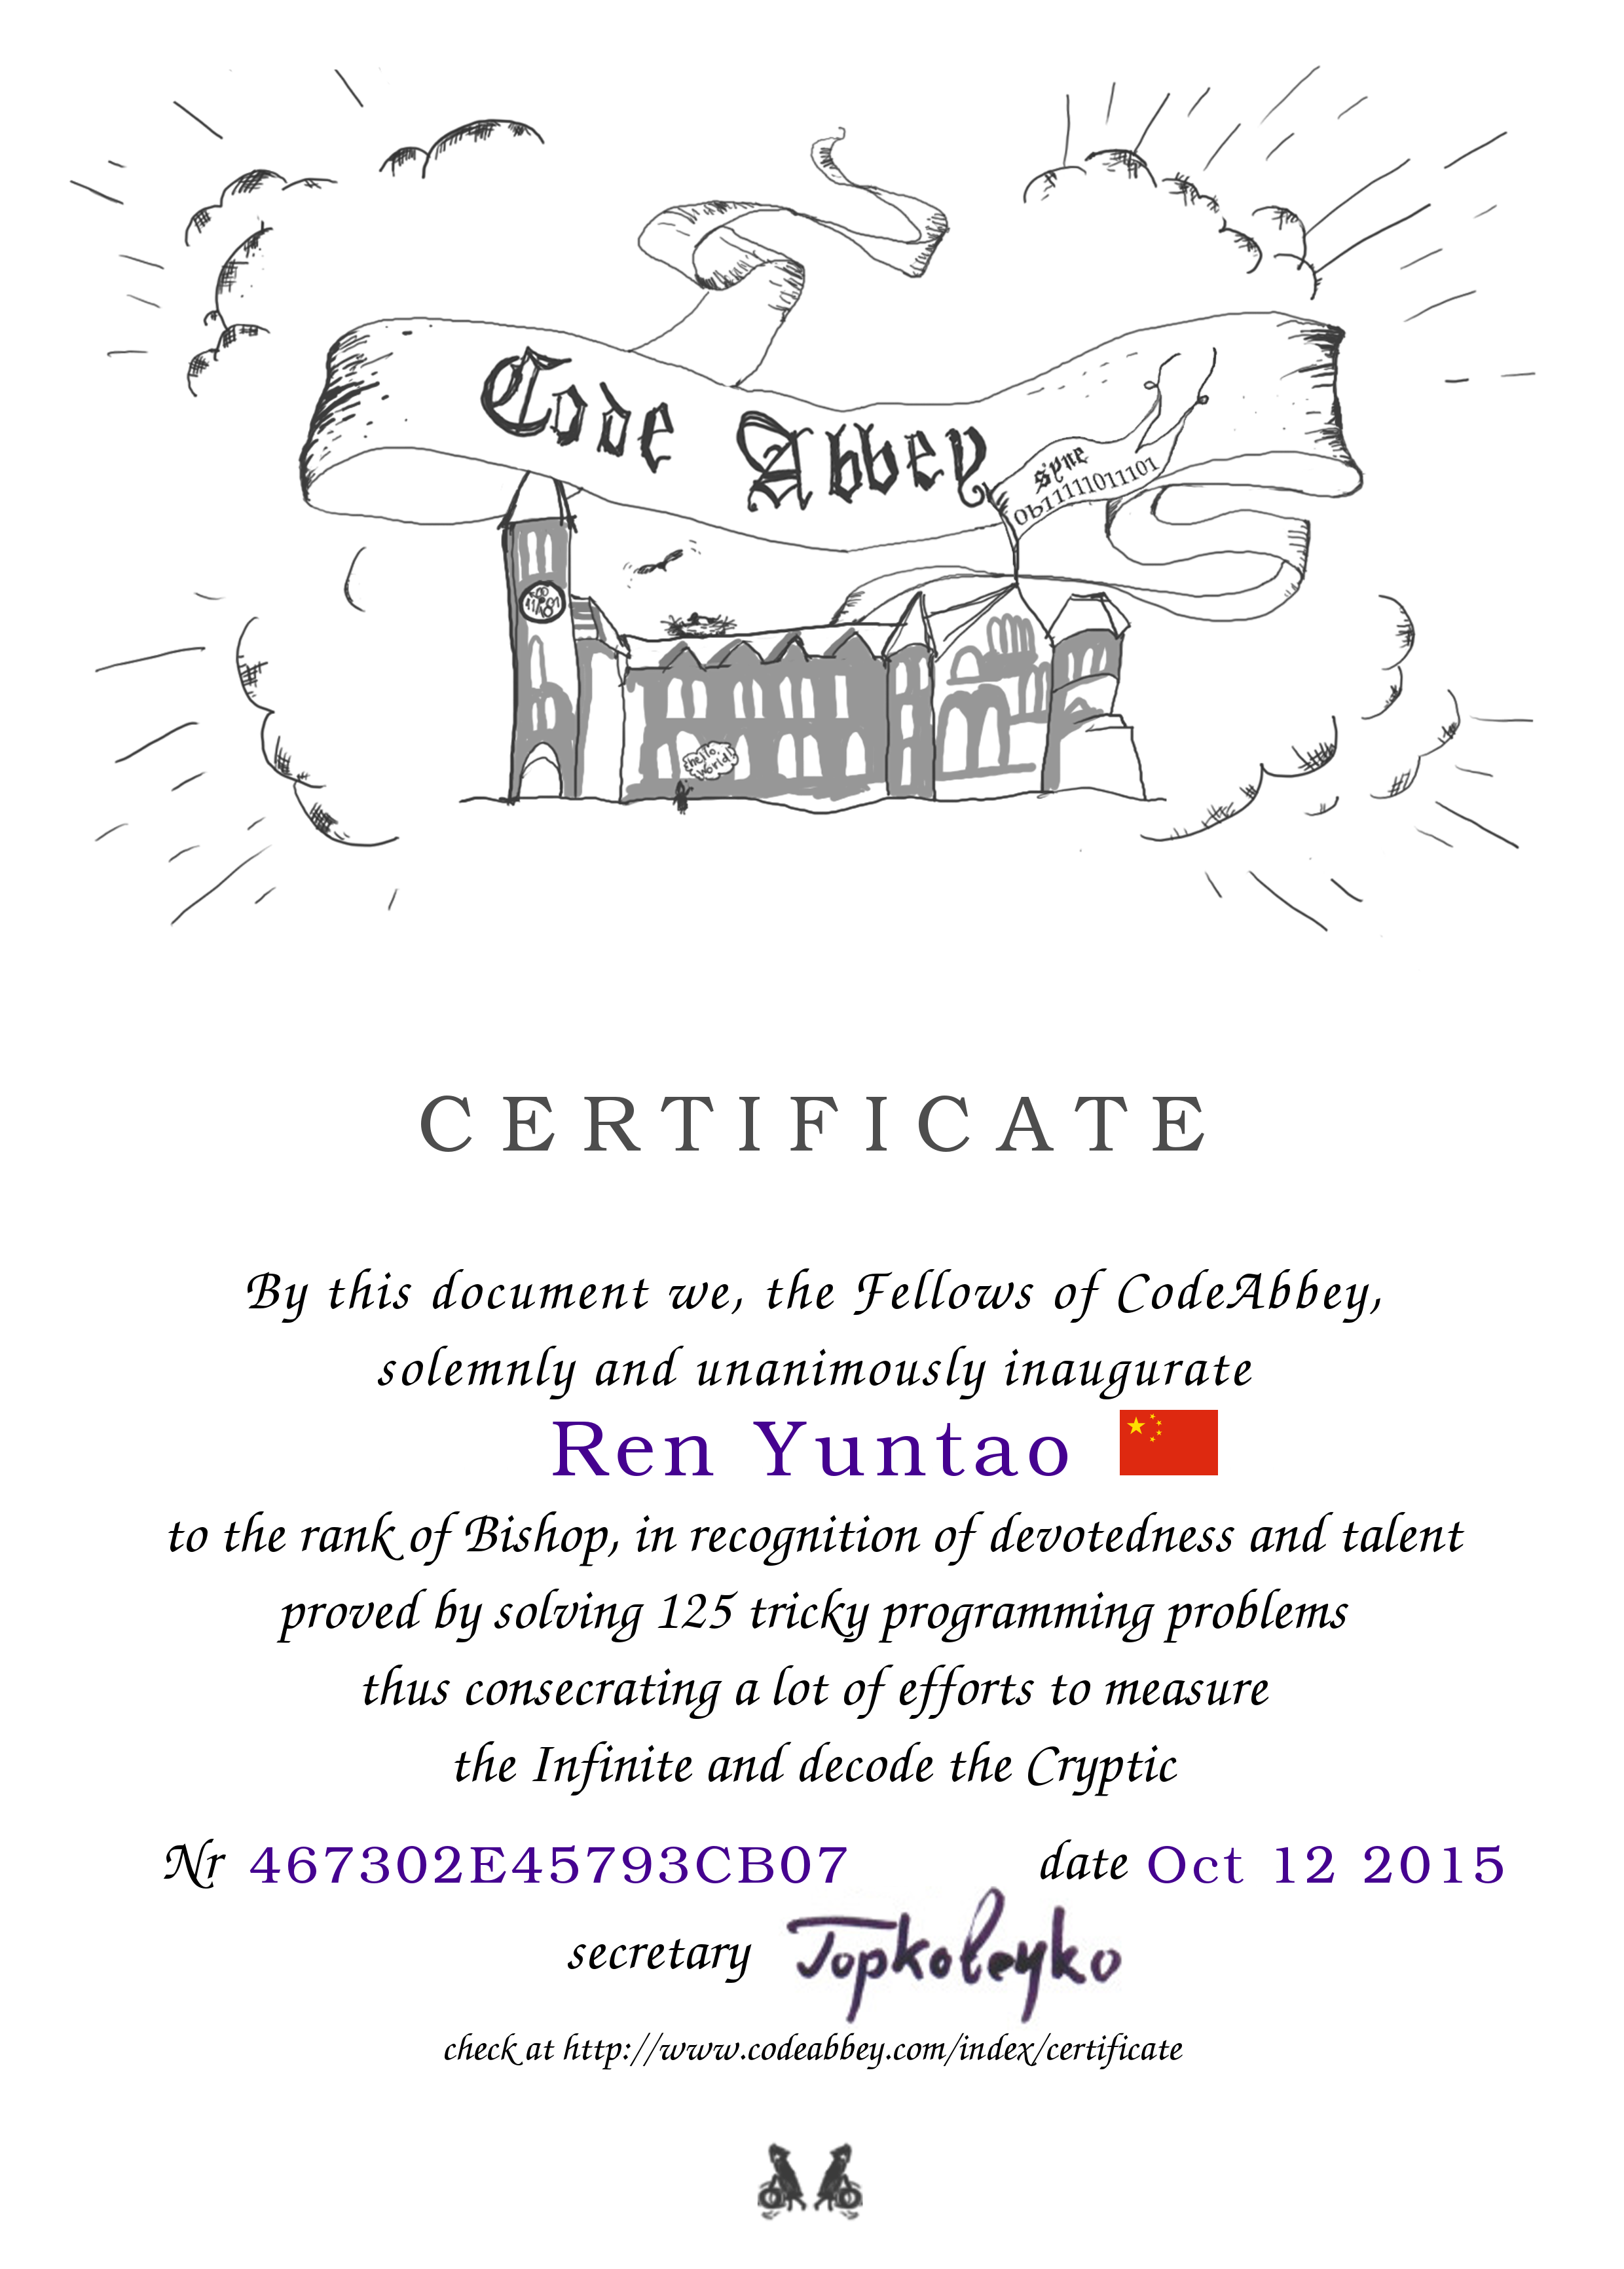 Code Abbey
syne
0b11111011101
hello, world!
CERTIFICATE
By this document we, the Fellows of CodeAbbey,
solemnly and unanimously inaugurate
Ren Yuntao
to the rank of Bishop, in recognition of devotedness and talent
proved by solving 125 tricky programming problems
thus consecrating a lot of efforts to measure
the Infinite and decode the Cryptic
Nr 467302E45793CB07 date Oct 12 2015
secretary
check at http://www.codeabbey.com/index/certificate